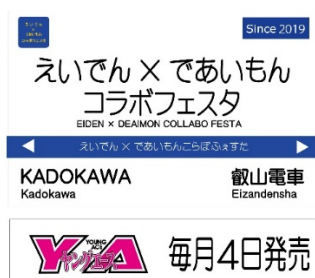 Since 2019
えいでん × であいもん
コラボフェスタ
EIDEN × DEAIMON COLLABO FESTA
えいでん × であいもんこらぼふぇすた
KADOKAWA
Kadokawa
叡山電車
Eizandensha
YOUNG ACE
ヤングエース
毎月4日発売